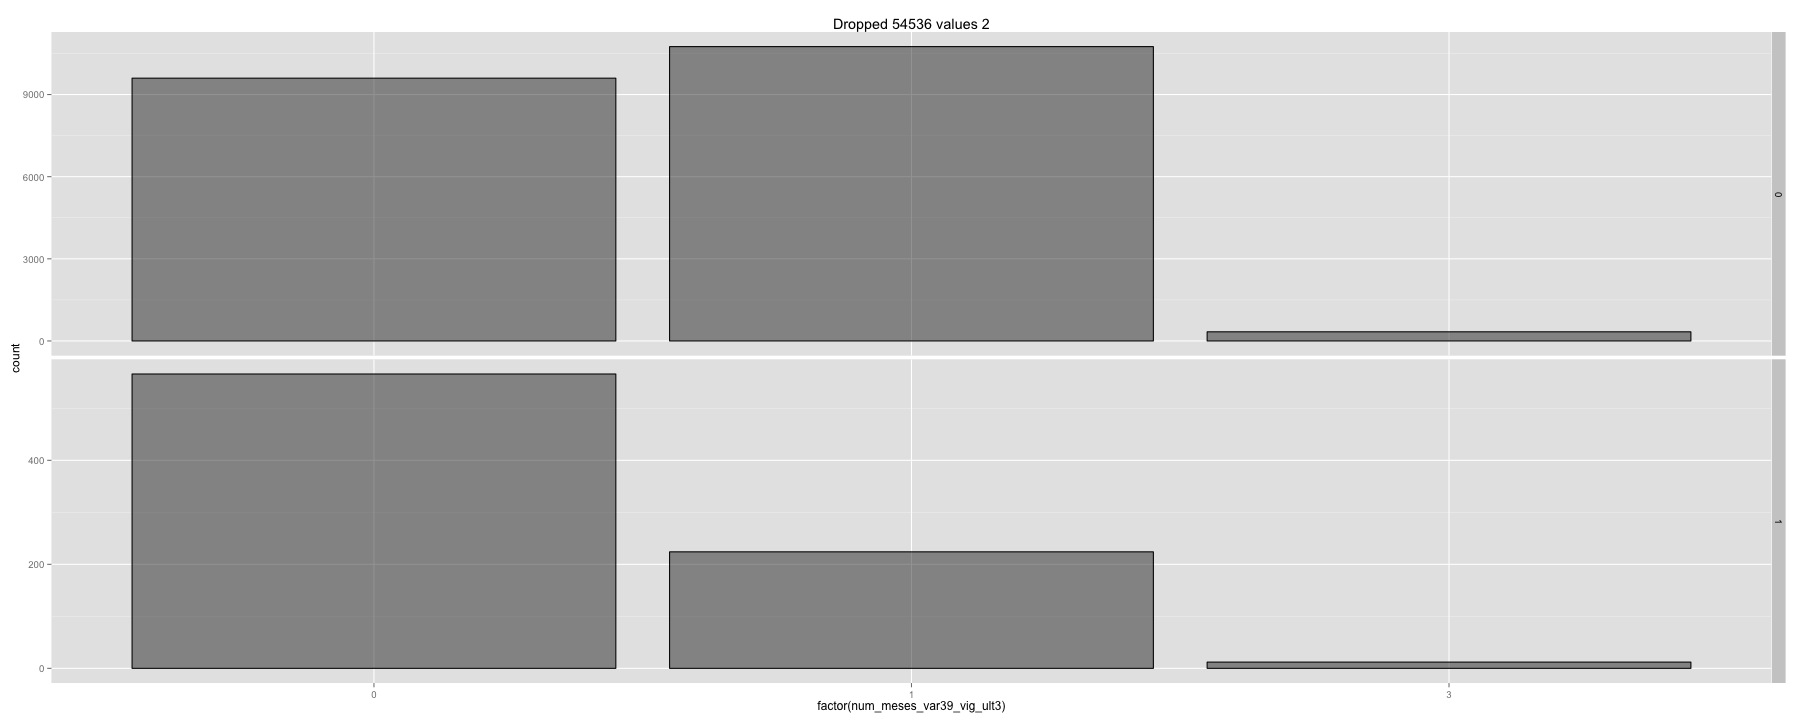 Dropped 54536 values 2
9000
6000
3000
0
0
count
400
200
0
1
0 1 3
factor(num_meses_var39_vig_ult3)